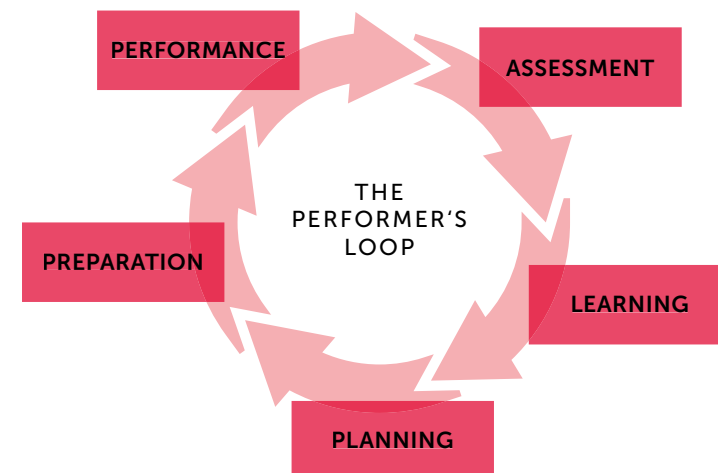 PERFORMANCE
ASSESSMENT
THE
PERFORMER‘S
LOOP
PREPARATION
LEARNING
PLANNING